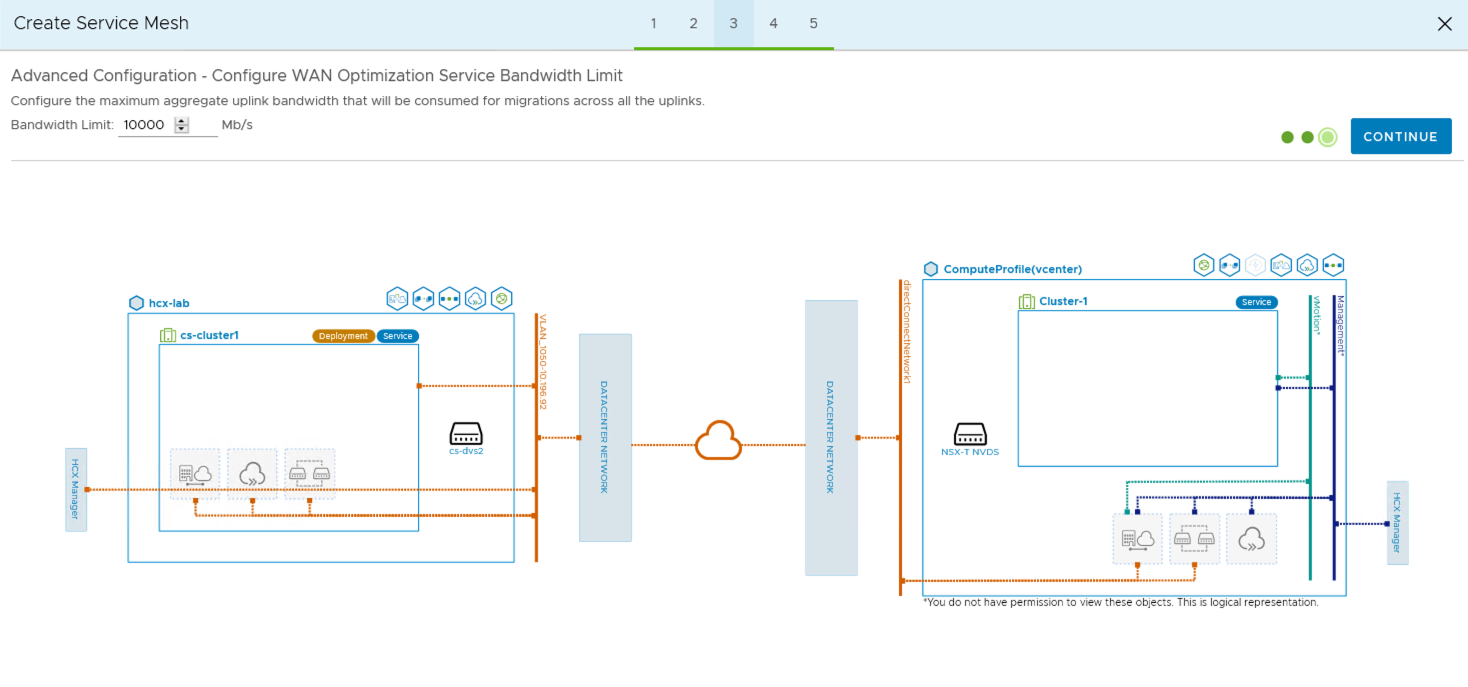 Create Service Mesh
1 2 3 4 5
Advanced Configuration - Configure WAN Optimization Service Bandwidth Limit
Configure the maximum aggregate uplink bandwidth that will be consumed for migrations across all the uplinks.
Bandwidth Limit: 10000 Mb/s
CONTINUE
hcx-lab
cs-cluster1
Deployment
Service
cs-dvs2
HCX Manager
VLAN_1050-10.196.92
DATACENTER NETWORK
DATACENTER NETWORK
directConnectNetwork1
ComputeProfile(vcenter)
Cluster-1
Service
NSX-T NVDS
vMotion*
Management*
HCX Manager
*You do not have permission to view these objects. This is logical representation.